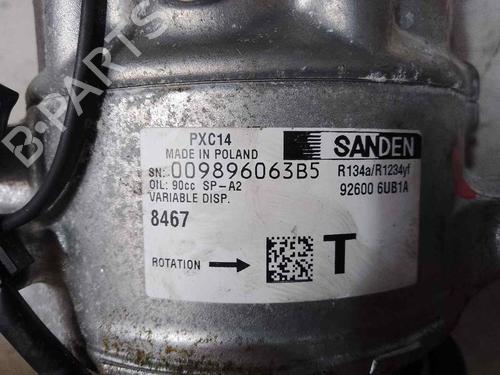 PXC14
MADE IN POLAND
SANDEN
SN: 009896063B5
R134a/R1234yf
OIL: 90cc SP-A2
92600 6UB1A
VARIABLE DISP.
8467
ROTATION
T
B-PARTS